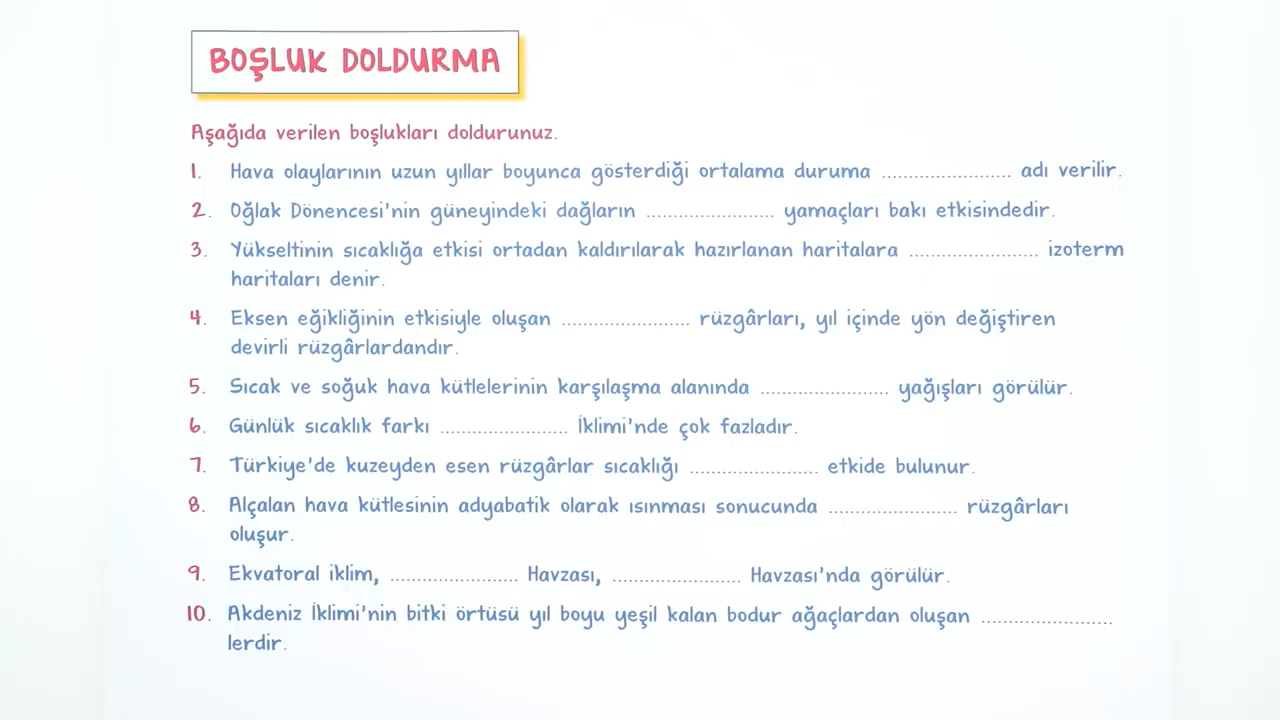 BOŞLUK DOLDURMA
Aşağıda verilen boşlukları doldurunuz.
1. Hava olaylarının uzun yıllar boyunca gösterdiği ortalama duruma ........................ adı verilir.
2. Oğlak Dönencesi'nin güneyindeki dağların ........................ yamaçları bakı etkisindedir.
3. Yükseltinin sıcaklığa etkisi ortadan kaldırılarak hazırlanan haritalara ........................ izoterm
haritaları denir.
4. Eksen eğikliğinin etkisiyle oluşan ........................ rüzgârları, yıl içinde yön değiştiren
devirli rüzgârlardandır.
5. Sıcak ve soğuk hava kütlelerinin karşılaşma alanında ........................ yağışları görülür.
6. Günlük sıcaklık farkı ........................ İklimi'nde çok fazladır.
7. Türkiye'de kuzeyden esen rüzgârlar sıcaklığı ........................ etkide bulunur.
8. Alçalan hava kütlesinin adyabatik olarak ısınması sonucunda ........................ rüzgârları
oluşur.
9. Ekvatoral iklim, ........................ Havzası, ........................ Havzası'nda görülür.
10. Akdeniz İklimi'nin bitki örtüsü yıl boyu yeşil kalan bodur ağaçlardan oluşan ........................
lerdir.